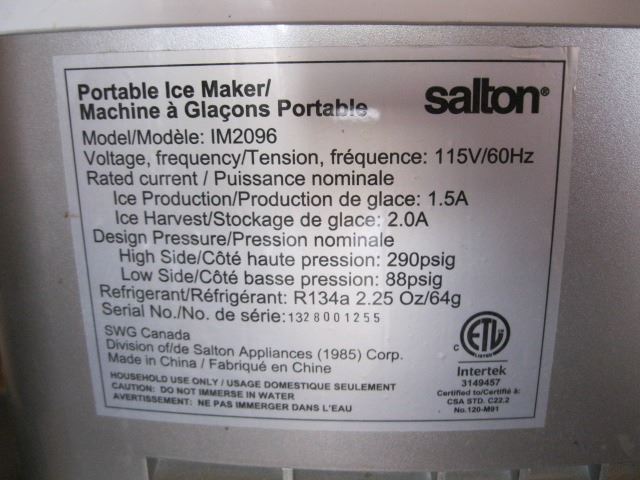 Portable Ice Maker/
Machine à Glaçons Portable
salton®
Model/Modèle: IM2096
Voltage, frequency/Tension, fréquence: 115V/60Hz
Rated current / Puissance nominale
Ice Production/Production de glace: 1.5A
Ice Harvest/Stockage de glace: 2.0A
Design Pressure/Pression nominale
High Side/Côté haute pression: 290psig
Low Side/Côté basse pression: 88psig
Refrigerant/Réfrigérant: R134a 2.25 Oz/64g
Serial No./No. de série:1328001255
SWG Canada
Division of/de Salton Appliances (1985) Corp.
Made in China / Fabriqué en Chine
HOUSEHOLD USE ONLY / USAGE DOMESTIQUE SEULEMENT
CAUTION: DO NOT IMMERSE IN WATER
AVERTISSEMENT: NE PAS IMMERGER DANS L'EAU
C ETL LISTED
Intertek
3149457
Certified to/Certifié à:
CSA STD. C22.2
No.120-M91